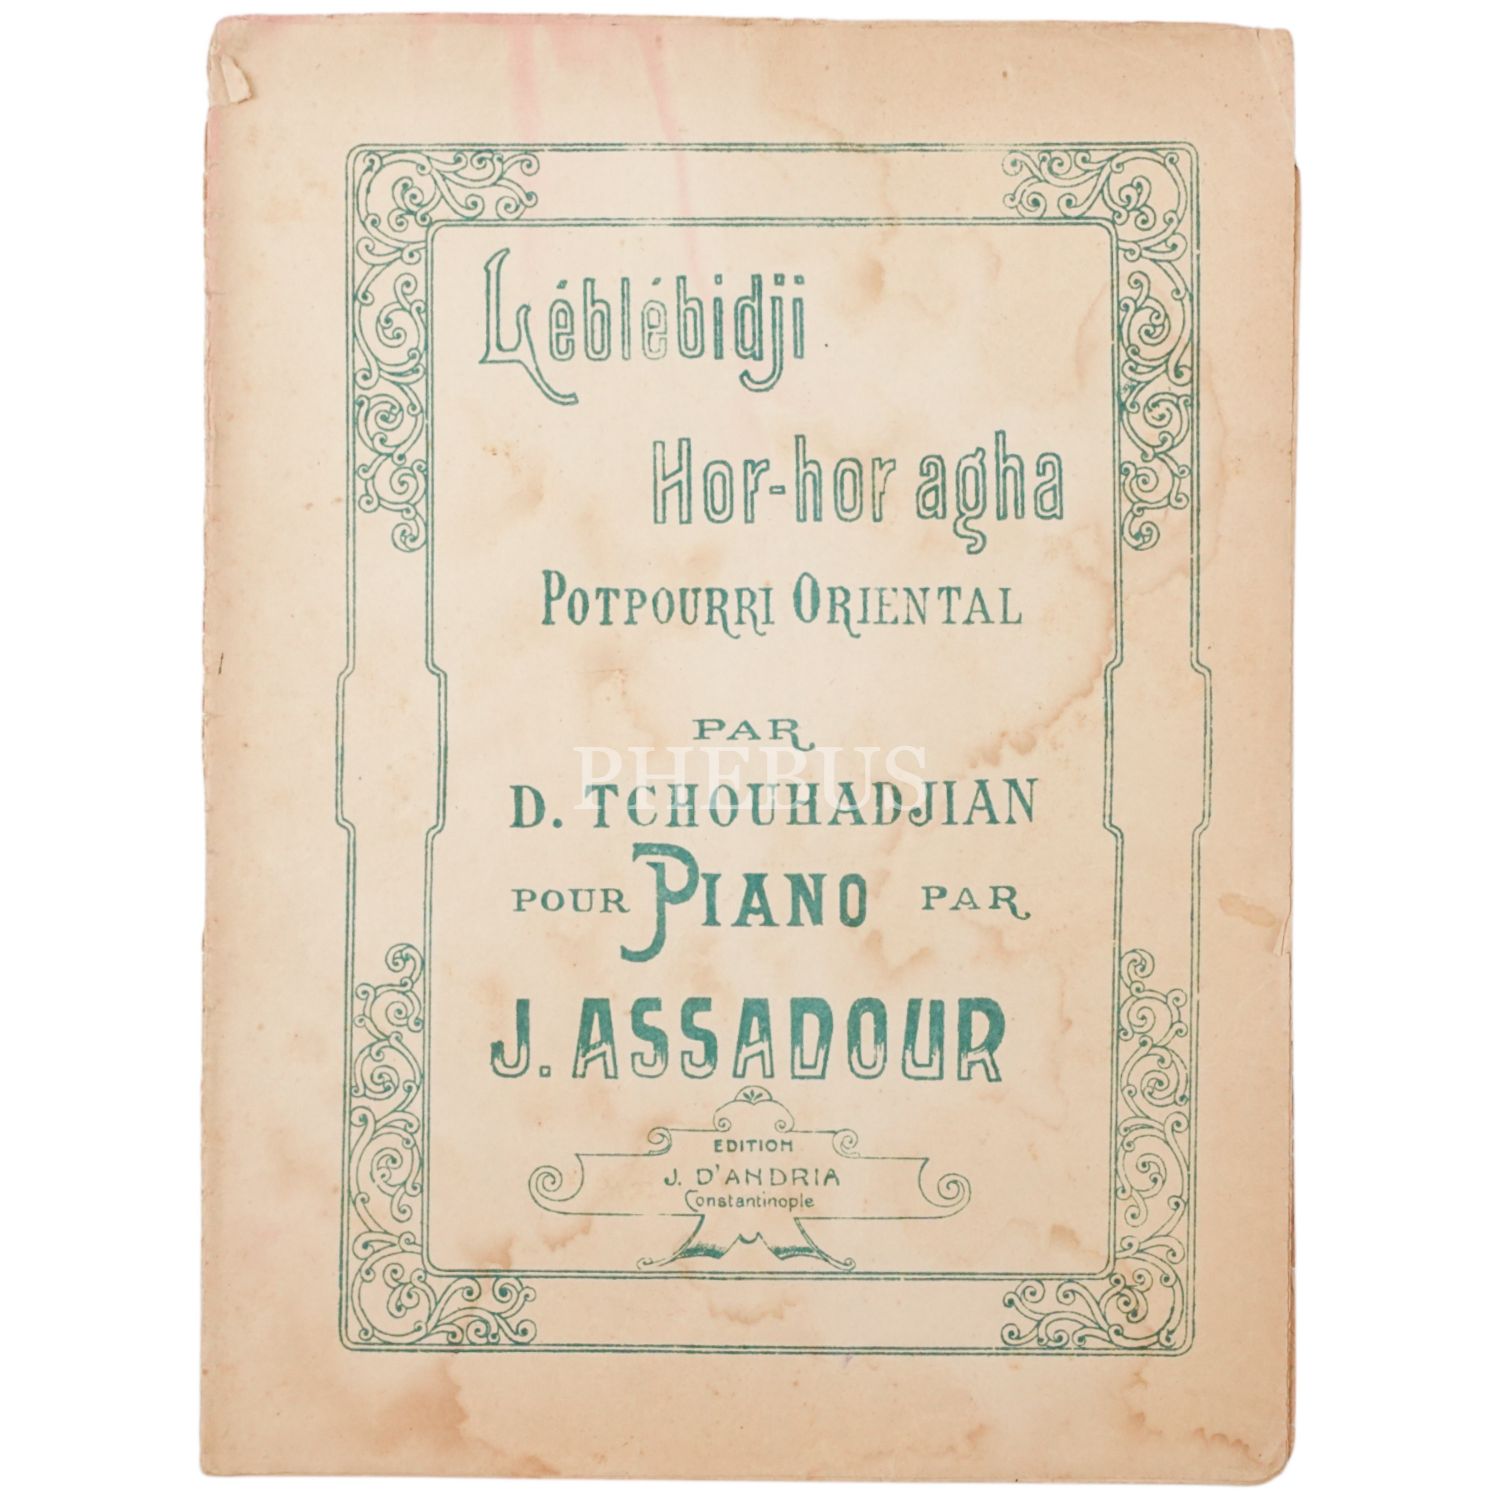 Léblébidji
Hor-hor agha
POTPOURRI ORIENTAL
PAR
PHEBUS
D. TCHOUHADJIAN
POUR PIANO PAR
J. ASSADOUR
EDITION
J. D'ANDRIA
Constantinople